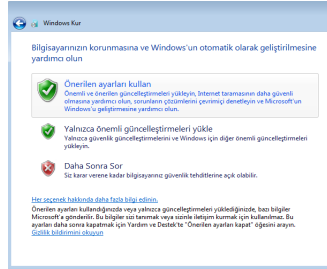 Windows Kur
Bilgisayarınızın korunmasına ve Windows'un otomatik olarak geliştirilmesine
yardımcı olun
Önerilen ayarları kullan
Önemli ve önerilen güncelleştirmeleri yükleyin, Internet taramasının daha güvenli
olmasına yardımcı olun, sorunların çözümlerini çevrimiçi denetleyin ve Microsoft'un
Windows'u geliştirmesine yardımcı olun.
Yalnızca önemli güncelleştirmeleri yükle
Yalnızca güvenlik güncelleştirmelerini ve Windows için diğer önemli güncelleştirmeleri
yükleyin.
Daha Sonra Sor
Siz karar verene kadar bilgisayarınız güvenlik tehditlerine açık olabilir.
Her seçenek hakkında daha fazla bilgi edinin.
Önerilen ayarları kullandığınızda veya yalnızca güncelleştirmeleri yüklediğinizde, bazı bilgiler
Microsoft'a gönderilir. Bu bilgiler sizi tanımak veya sizinle iletişim kurmak için kullanılmaz. Bu
ayarları daha sonra kapatmak için Yardım ve Destek'te "Önerilen ayarları kapat" öğesini arayın.
Gizlilik bildirimini okuyun